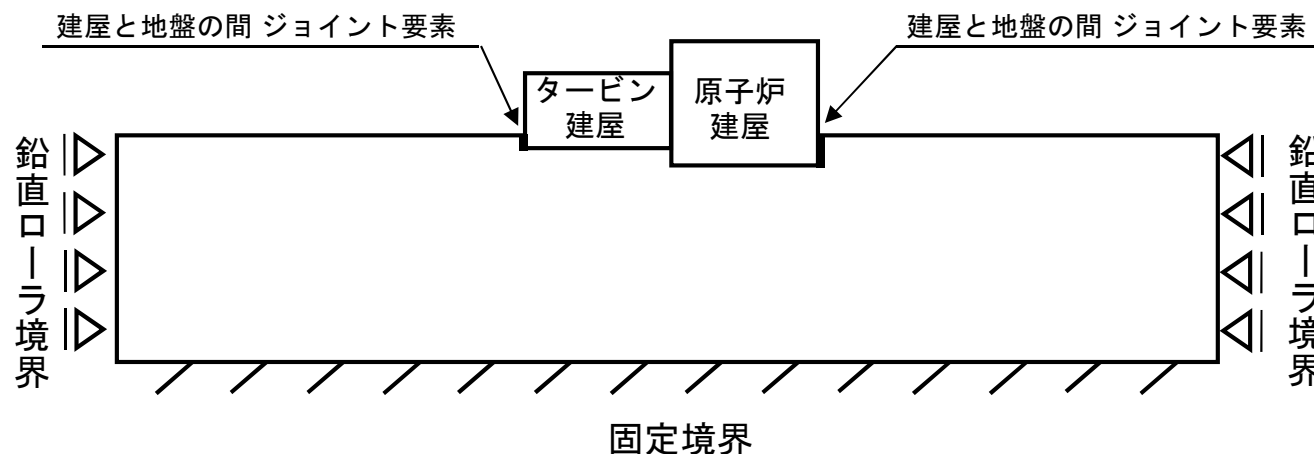 建屋と地盤の間 ジョイント要素
建屋と地盤の間 ジョイント要素
タービン
建屋
原子炉
建屋
鉛直ローラ境界
鉛直ローラ境界
固定境界